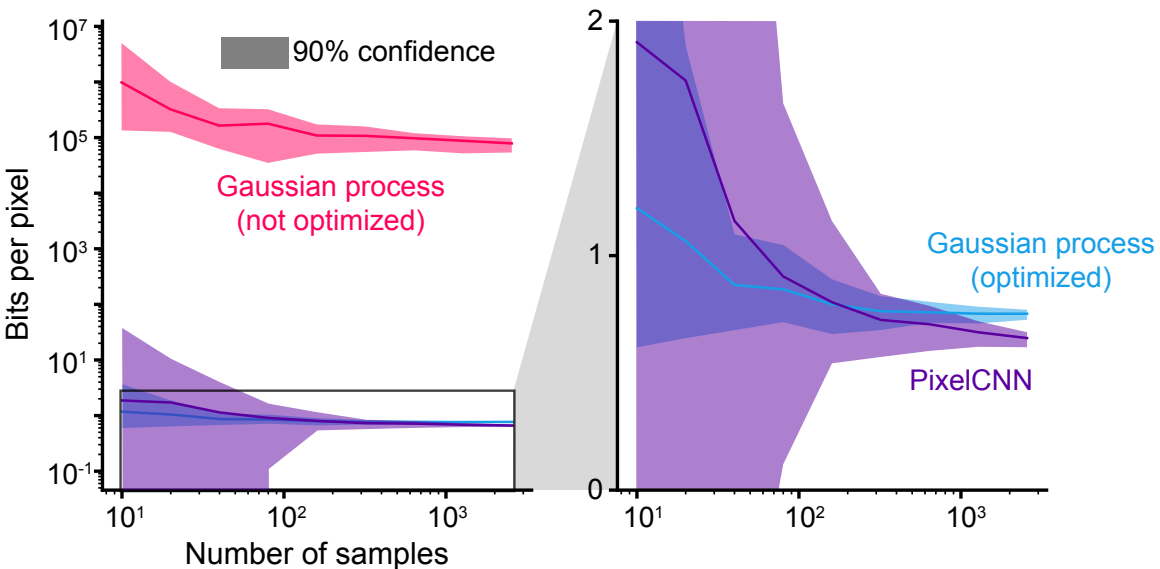 10⁷
10⁵
10³
10¹
10⁻¹
Bits per pixel
90% confidence
Gaussian process
(not optimized)
10¹
10²
10³
Number of samples
2
1
0
Gaussian process
(optimized)
PixelCNN
10¹
10²
10³